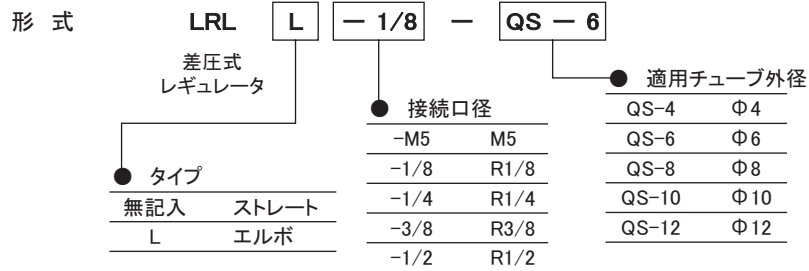 形 式 LRL L －1/8 － QS－6
差圧式
レギュレータ
● タイプ
無記入 ストレート
L エルボ
● 接続口径
-M5 M5
-1/8 R1/8
-1/4 R1/4
-3/8 R3/8
-1/2 R1/2
● 適用チューブ外径
QS-4 Φ4
QS-6 Φ6
QS-8 Φ8
QS-10 Φ10
QS-12 Φ12